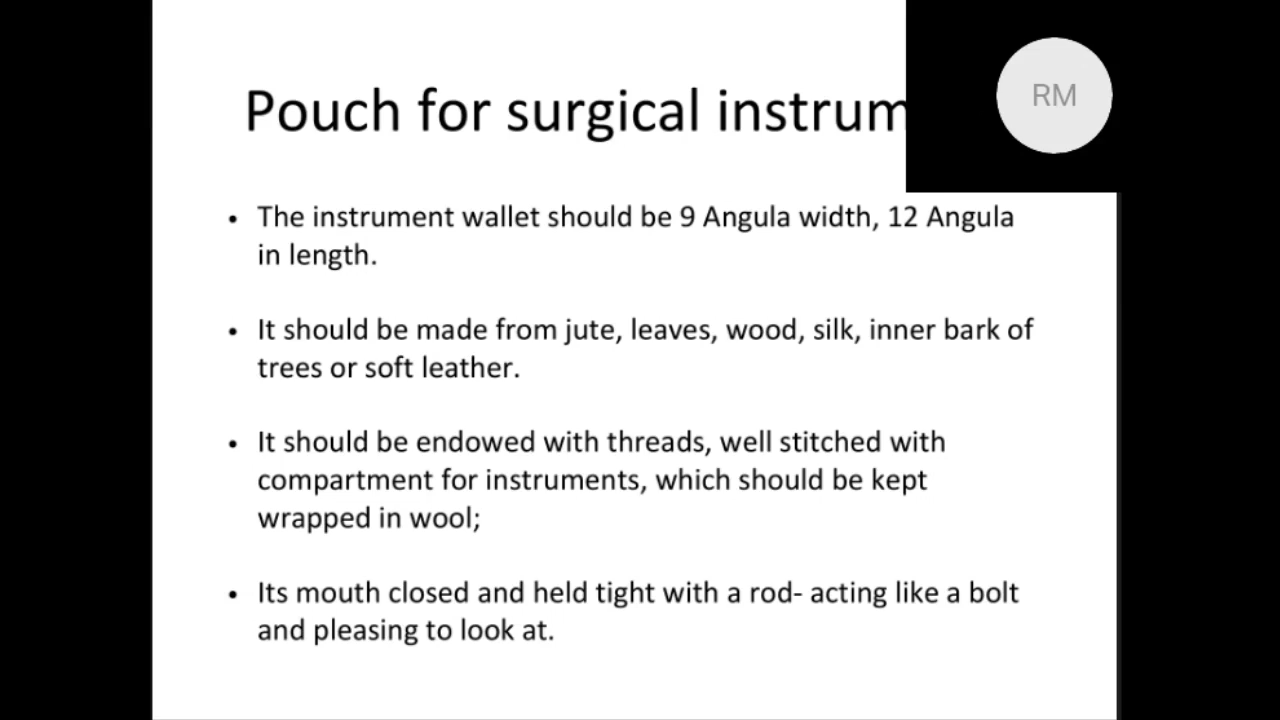 Pouch for surgical instrum
RM
• The instrument wallet should be 9 Angula width, 12 Angula
in length.
• It should be made from jute, leaves, wood, silk, inner bark of
trees or soft leather.
• It should be endowed with threads, well stitched with
compartment for instruments, which should be kept
wrapped in wool;
• Its mouth closed and held tight with a rod- acting like a bolt
and pleasing to look at.